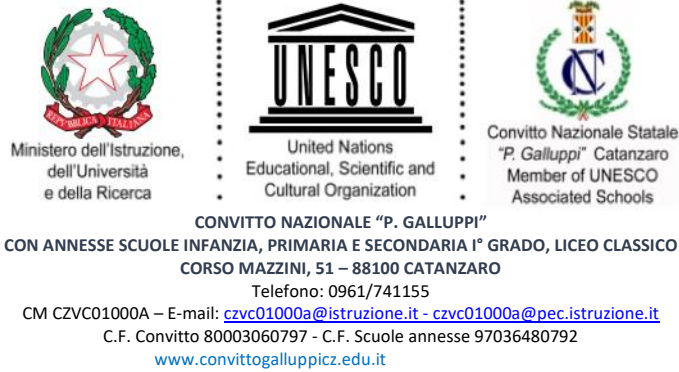 REPVBBLICA ITALIANA
Ministero dell'Istruzione,
dell'Università
e della Ricerca
UNESCO
United Nations
Educational, Scientific and
Cultural Organization
CN
Convitto Nazionale Statale
"P. Galluppi" Catanzaro
Member of UNESCO
Associated Schools
CONVITTO NAZIONALE “P. GALLUPPI”
CON ANNESSE SCUOLE INFANZIA, PRIMARIA E SECONDARIA I° GRADO, LICEO CLASSICO
CORSO MAZZINI, 51 – 88100 CATANZARO
Telefono: 0961/741155
CM CZVC01000A – E-mail: czvc01000a@istruzione.it - czvc01000a@pec.istruzione.it
C.F. Convitto 80003060797 - C.F. Scuole annesse 97036480792
www.convittogalluppicz.edu.it